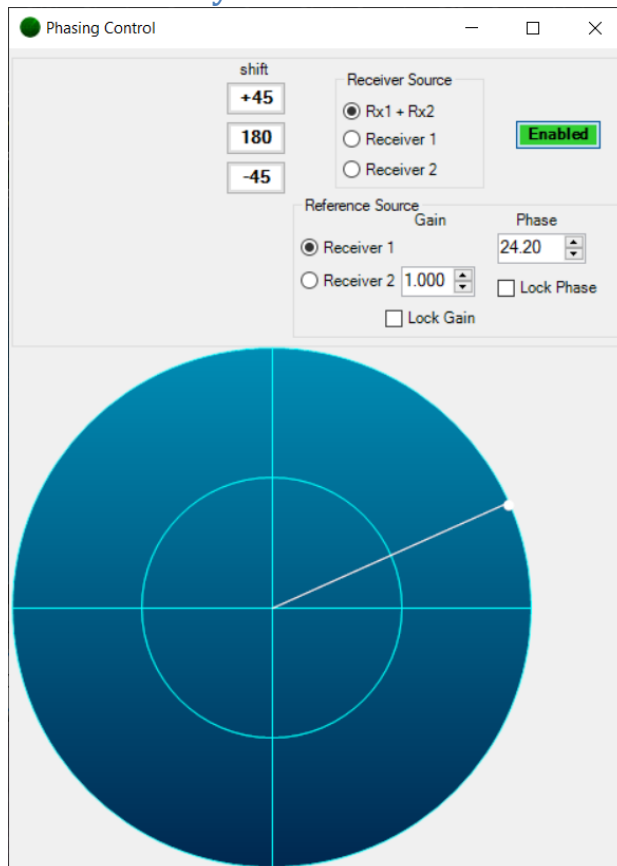 Phasing Control
shift
+45
180
-45
Receiver Source
Rx1 + Rx2
Receiver 1
Receiver 2
Enabled
Reference Source
Gain
Phase
Receiver 1
24.20
Receiver 2 1.000
Lock Phase
Lock Gain